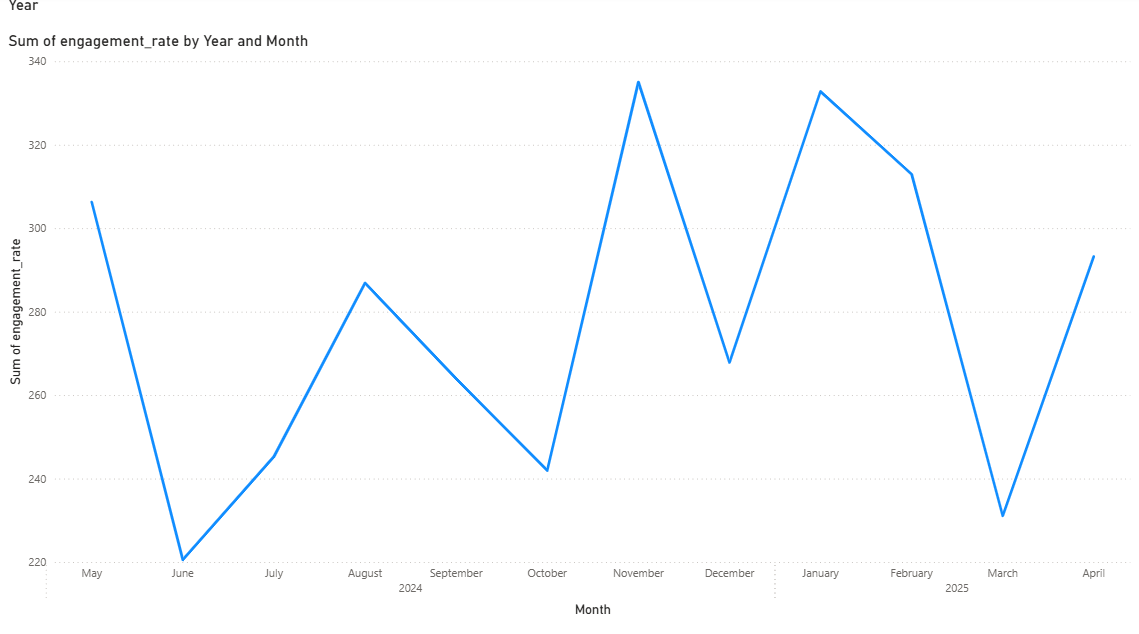 Year
Sum of engagement_rate by Year and Month
340
320
300
280
260
240
220
Sum of engagement_rate
May June July August September October November December January February March April
2024 2025
Month